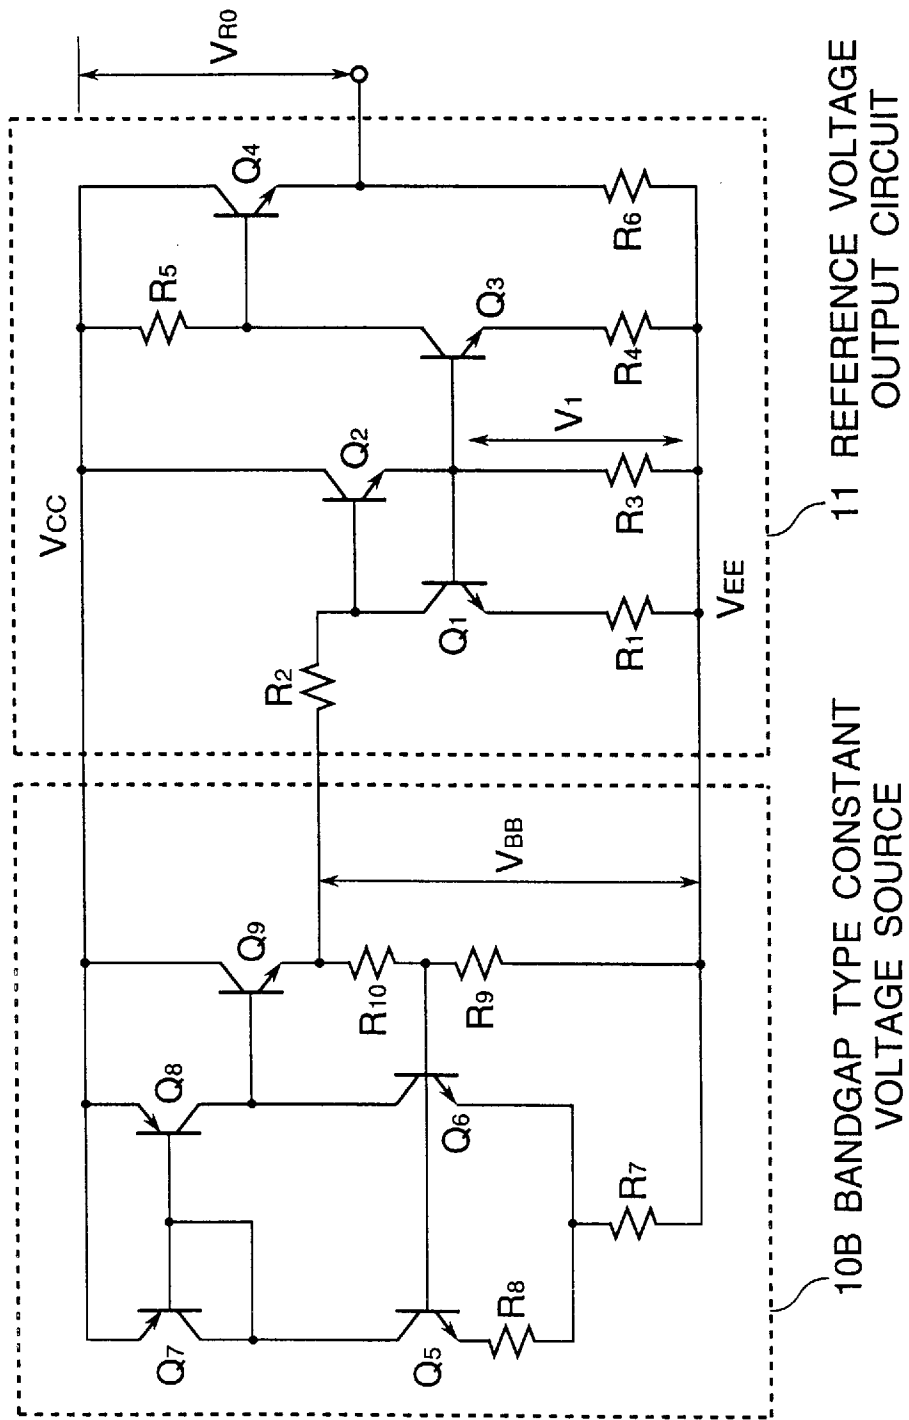 VCC
Q7
Q8
Q9
Q5
Q6
R8
R7
R10
R9
VBB
R2
Q1
Q2
Q3
Q4
R5
V1
R1
R3
R4
R6
VEE
VR0
10B BANDGAP TYPE CONSTANT
VOLTAGE SOURCE
11 REFERENCE VOLTAGE
OUTPUT CIRCUIT